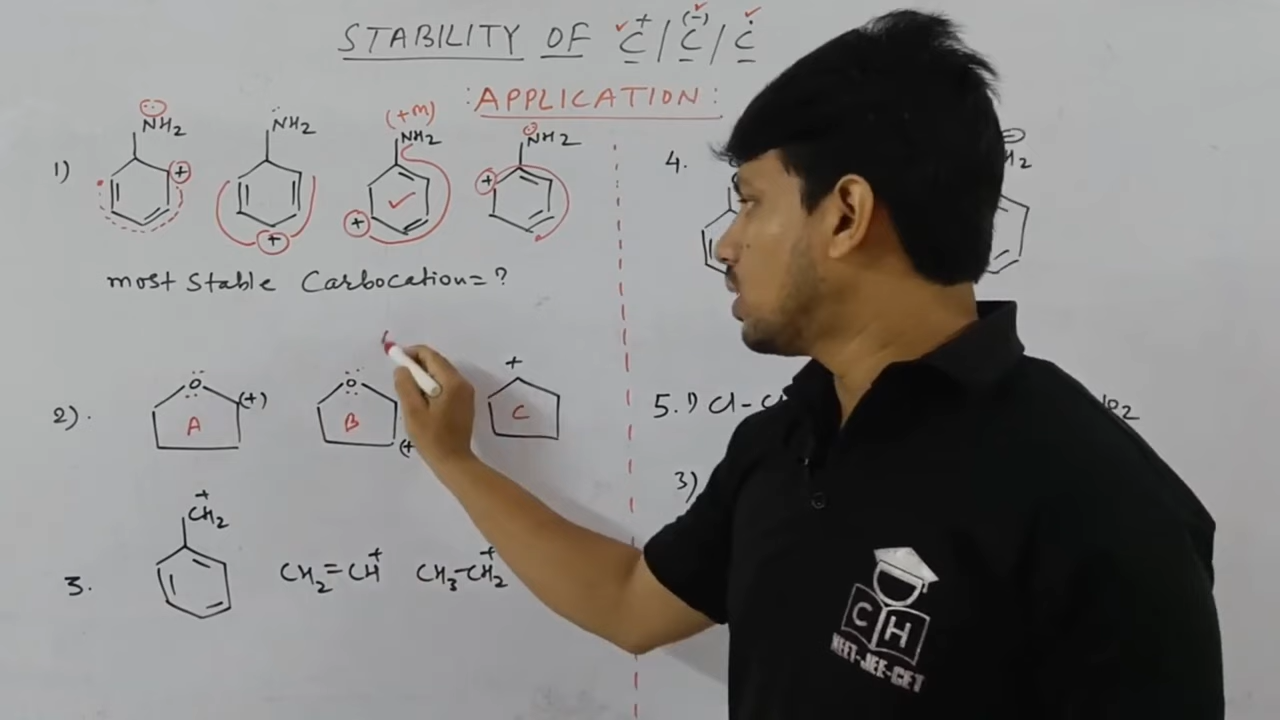 STABILITY OF C+ / C(-) / C·
: APPLICATION :
1) NH2 + NH2 + (+m) NH2 + NH2 +
most stable Carbocation = ?
2). O (+) A O B (+ + C
3. +CH2 CH2=CH+ CH3-CH2+
4.
5.) Cl-C
3)
C H
NEET-JEE-CET